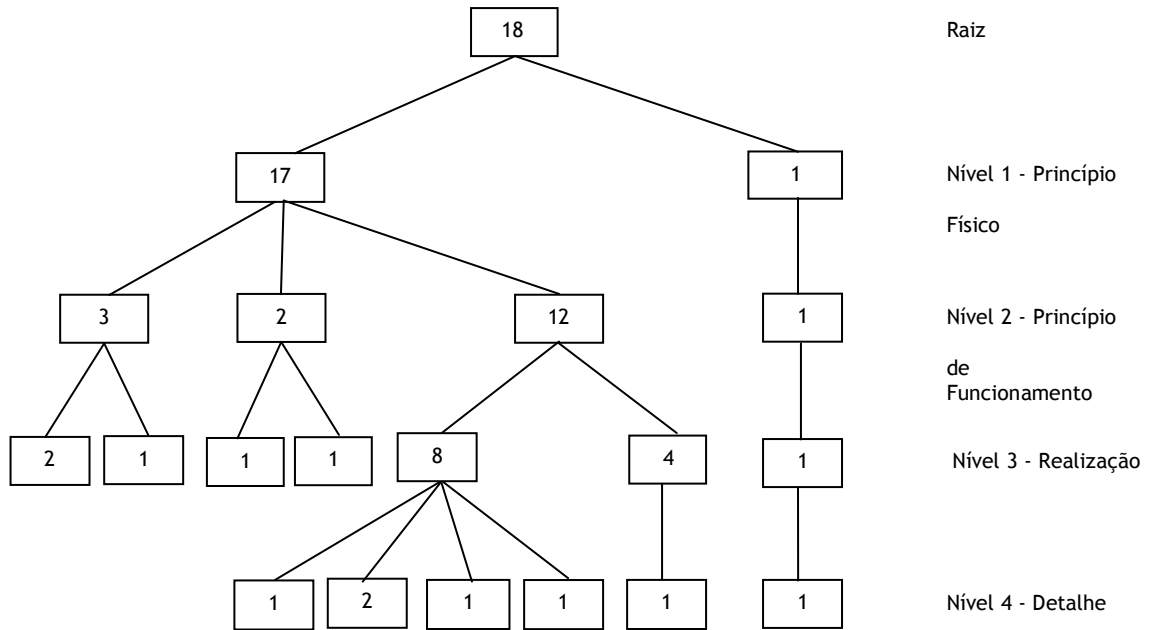 18 Raiz
17 1 Nível 1 - Princípio
Físico
3 2 12 1 Nível 2 - Princípio
de
Funcionamento
2 1 1 1 8 4 1 Nível 3 - Realização
1 2 1 1 1 1 Nível 4 - Detalhe